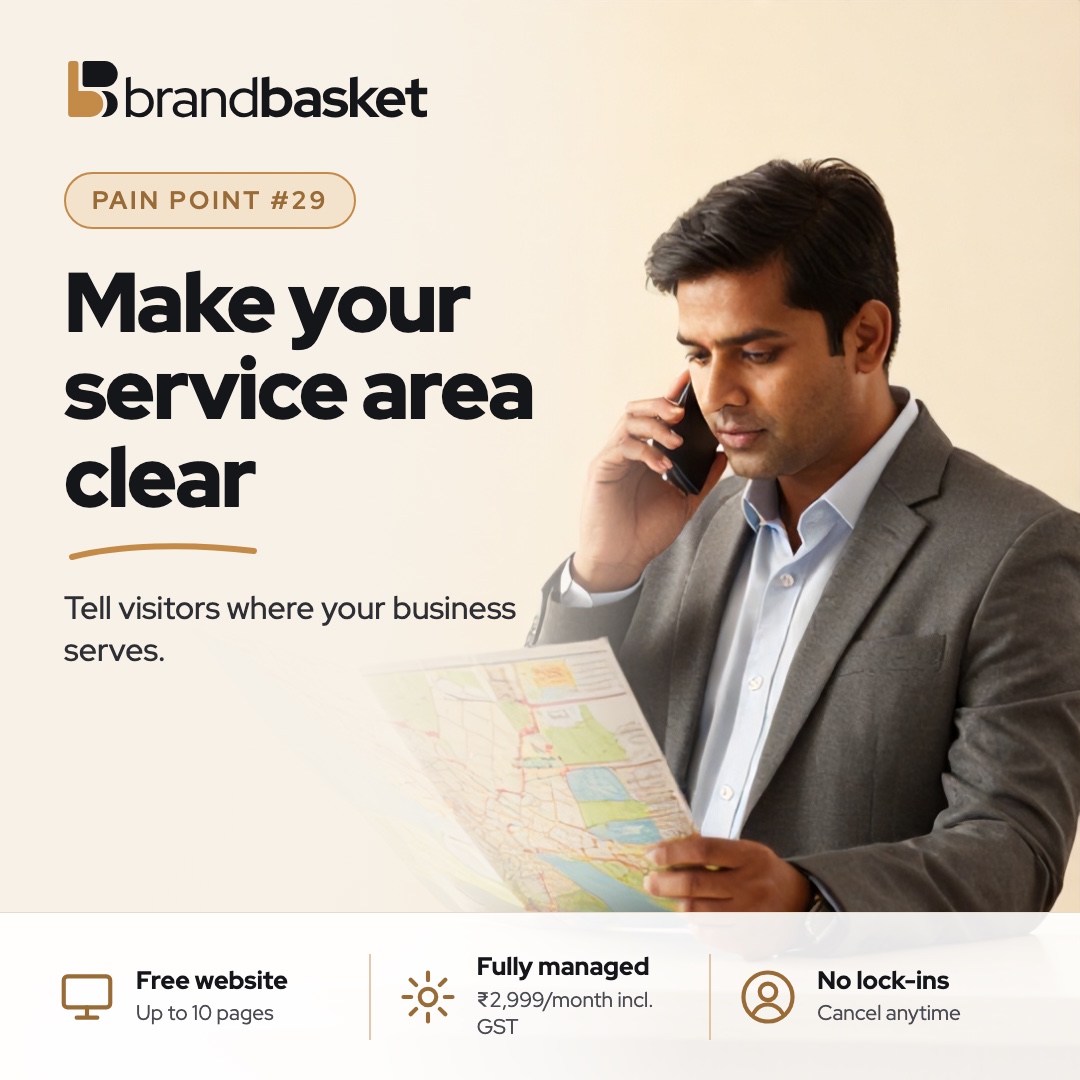 brandbasket
PAIN POINT #29
Make your
service area
clear
Tell visitors where your business
serves.
Free website
Up to 10 pages
Fully managed
₹2,999/month incl.
GST
No lock-ins
Cancel anytime